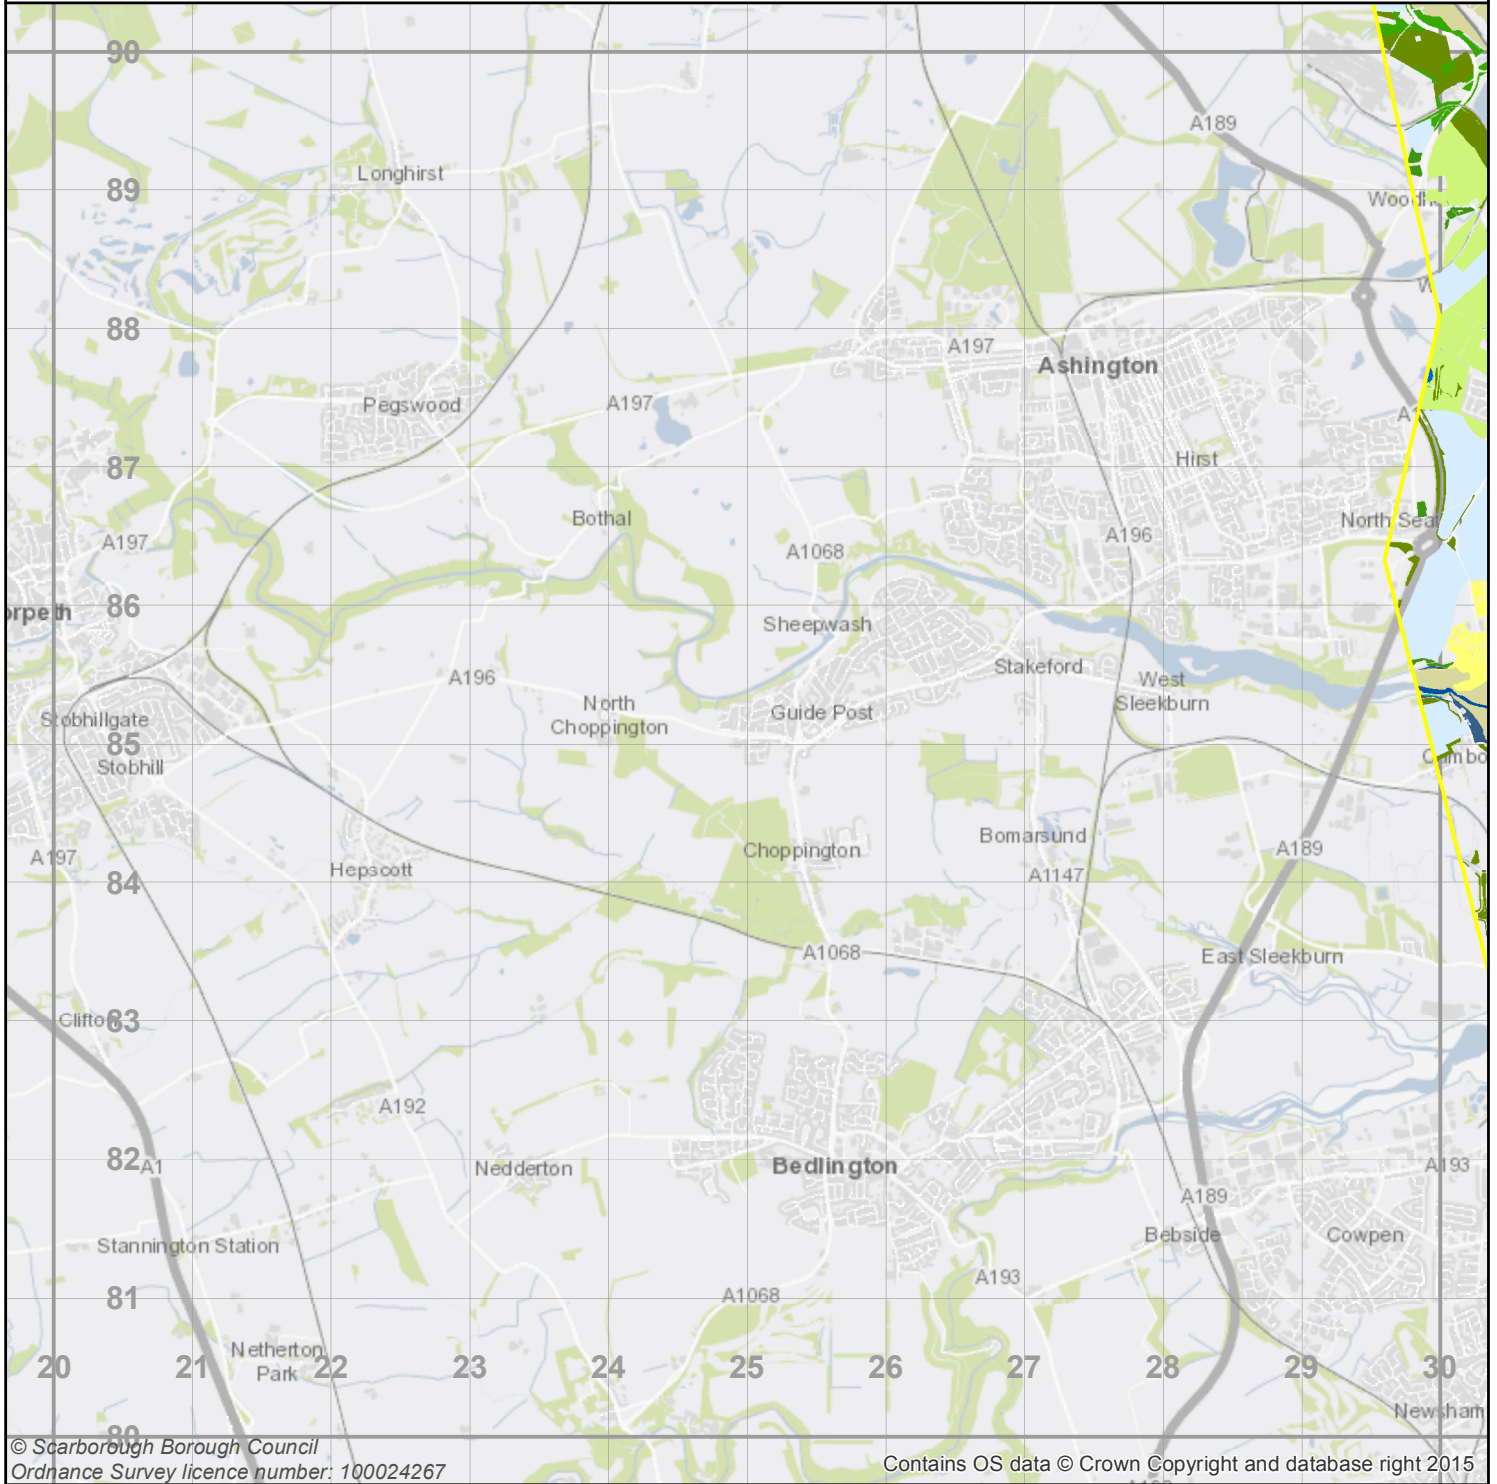 90
A189
Longhirst
89
88
A197
Ashington
Pegswood
A197
A1
Hirst
87
Bothal
North Sea
A197
A1068
A196
orpeth
86
Sheepwash
Stakeford
A196
West
Sleekburn
North
Choppington
Guide Post
Stobhillgate
85
Stobhill
Bomarsund
Choppington
A189
A197
Hepscott
A1147
84
A1068
East Sleekburn
Clifton
83
A192
82
A1
Nedderton
Bedlington
A193
A189
Stannington Station
Bebside
Cowpen
A193
81
A1068
Netherton
Park
20
21
22
23
24
25
26
27
28
29
30
Newsham
80
© Scarborough Borough Council
Ordnance Survey licence number: 100024267
Contains OS data © Crown Copyright and database right 2015